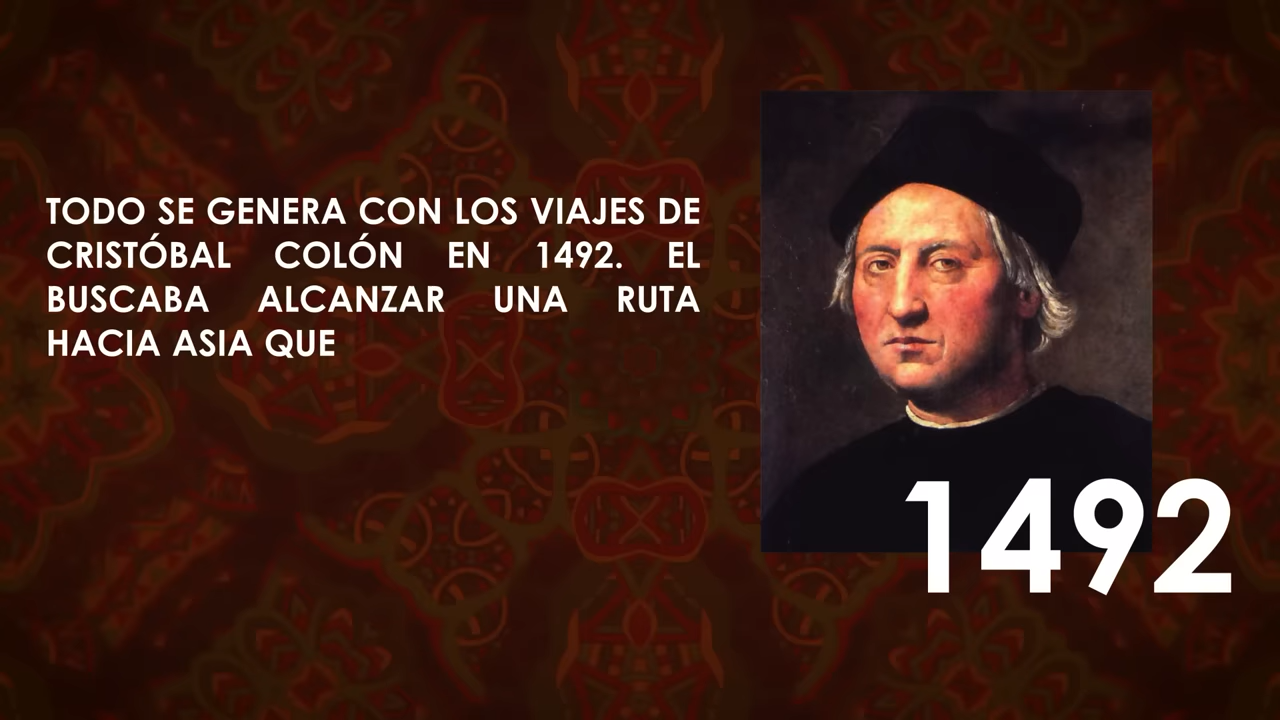 TODO SE GENERA CON LOS VIAJES DE
CRISTÓBAL COLÓN EN 1492. EL
BUSCABA ALCANZAR UNA RUTA
HACIA ASIA QUE
1492